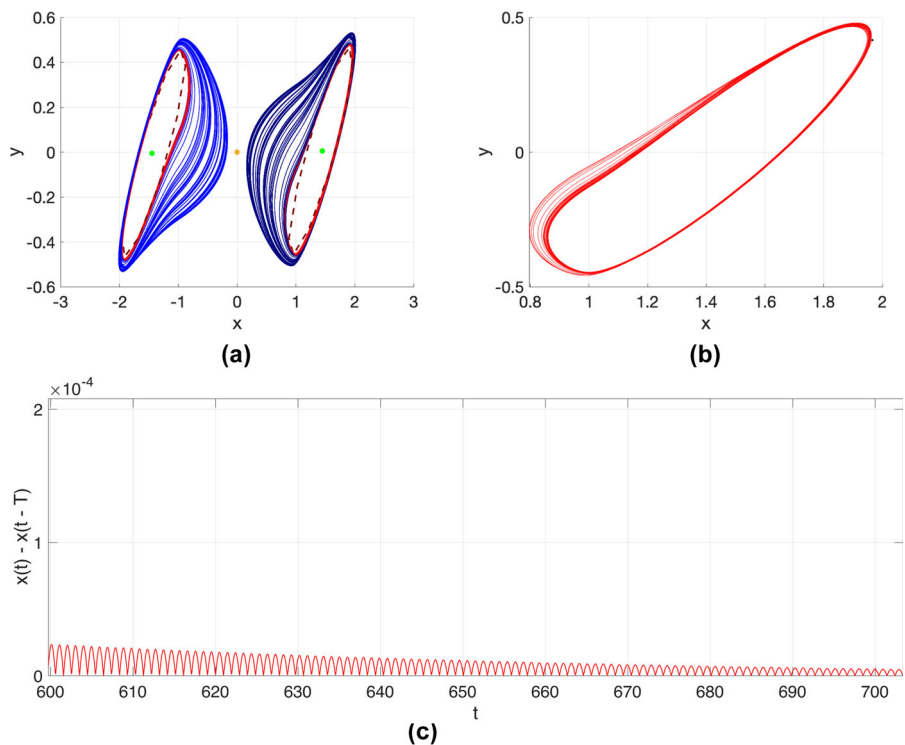 0.6
0.4
0.2
0
-0.2
-0.4
-0.6
y
-3 -2 -1 0 1 2 3
x
(a)
0.5
0
-0.5
y
0.8 1 1.2 1.4 1.6 1.8 2
x
(b)
×10⁻⁴
2
1
0
x(t) - x(t - T)
600 610 620 630 640 650 660 670 680 690 700
t
(c)